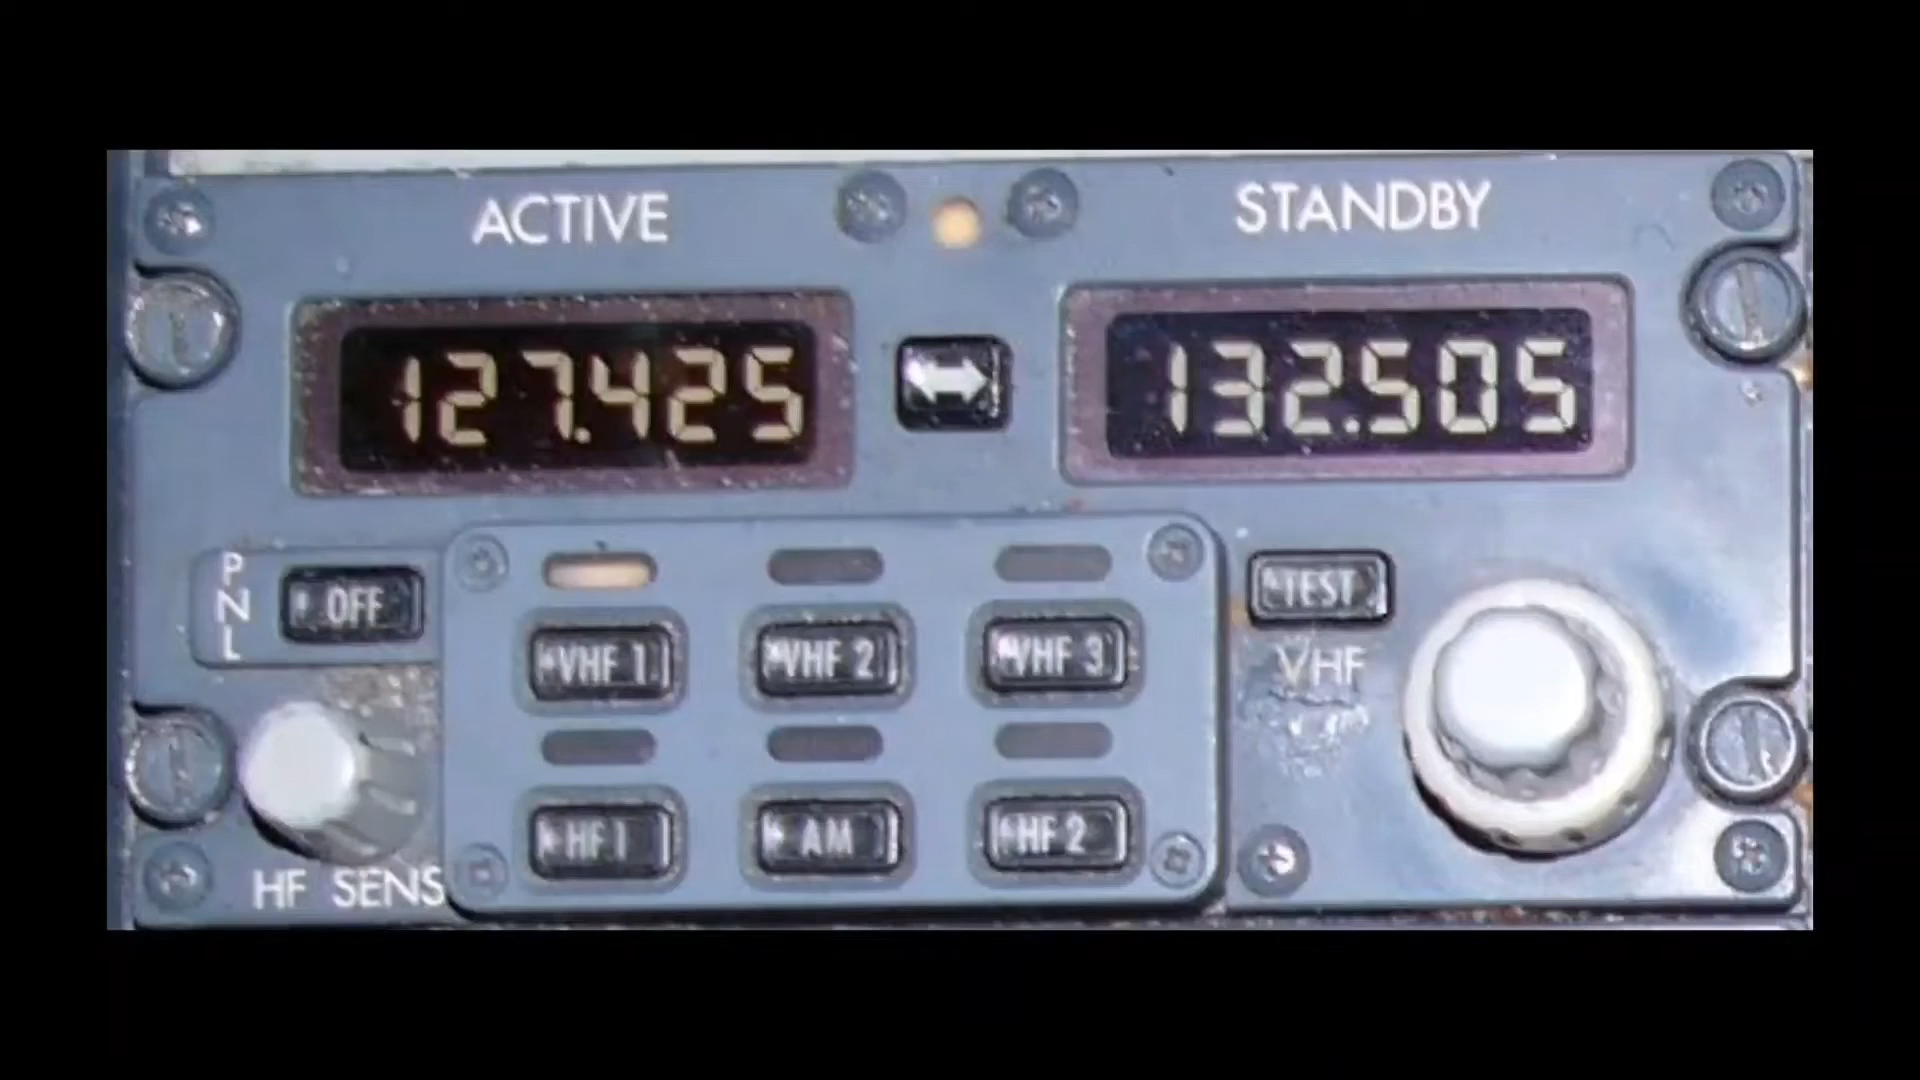 ACTIVE STANDBY
127.425 132.505
PNL OFF TEST
VHF 1 VHF 2 VHF 3 VHF
HF 1 AM HF 2
HF SENS